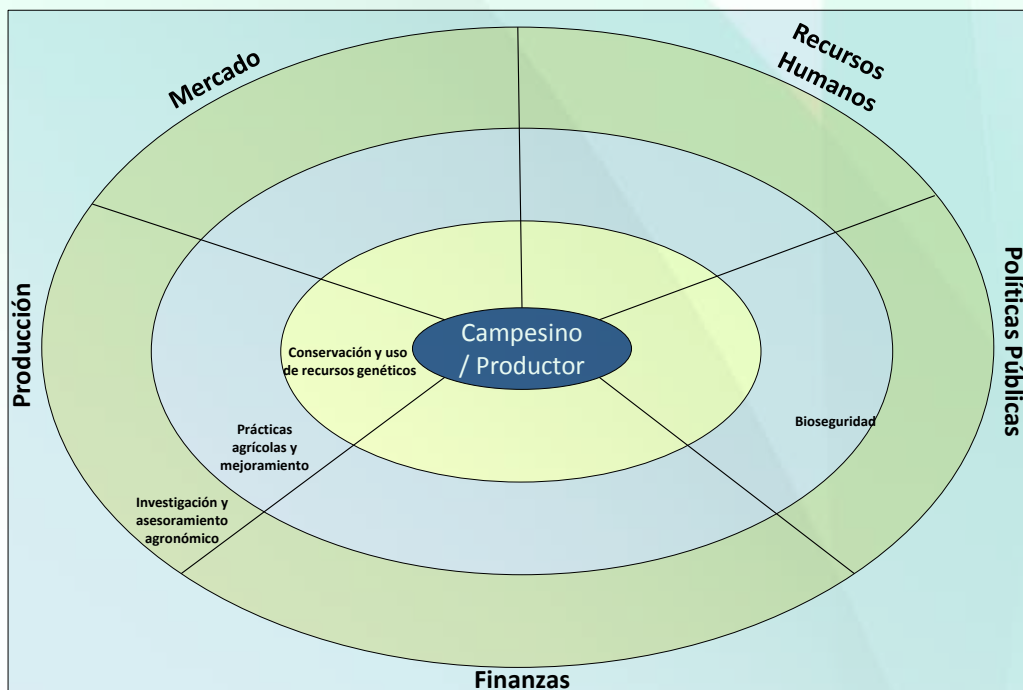 Mercado
Recursos
Humanos
Producción
Políticas Públicas
Campesino
/ Productor
Conservación y uso
de recursos genéticos
Prácticas
agrícolas y
mejoramiento
Bioseguridad
Investigación y
asesoramiento
agronómico
Finanzas